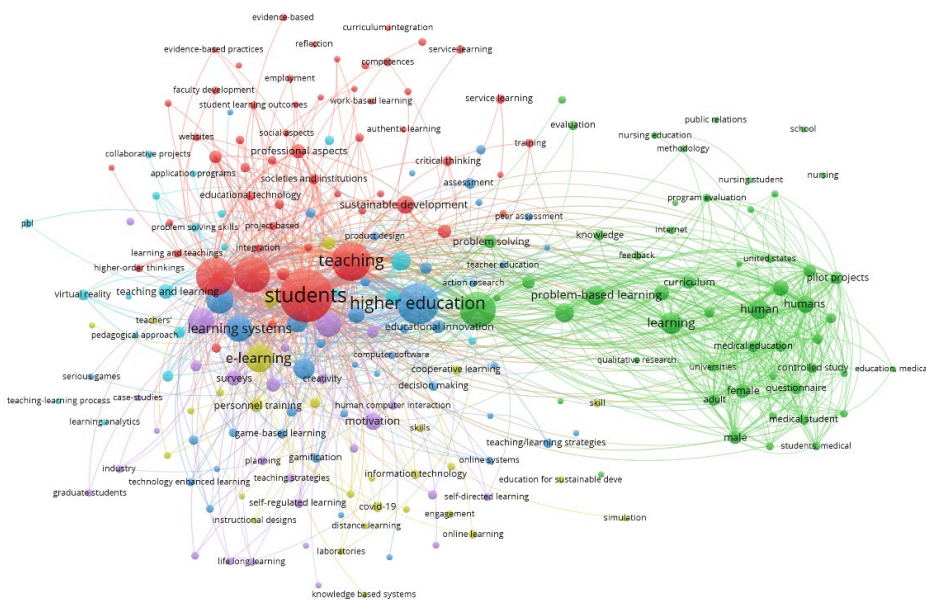 evidence-based
curriculum integration
reflection
evidence-based practices
service-learning
competences
employment
faculty development
work-based learning
service learning
student learning outcomes
public relations
evaluation
school
social aspects
authentic learning
nursing education
websites
training
methodology
professional aspects
collaborative projects
critical thinking
application programs
societies and institutions
nursing student
nursing
assessment
educational technology
program evaluation
sustainable development
peer assessment
pbl
problem solving skills
project-based
internet
product design
knowledge
problem solving
integration
learning and teachings
feedback
united states
teaching
teacher education
higher-order thinkings
pilot projects
action research
curriculum
virtual reality
teaching and learning
students
problem-based learning
higher education
humans
human
learning
teachers'
learning systems
educational innovation
pedagogical approach
medical education
computer software
e-learning
qualitative research
universities
controlled study
education, medica
cooperative learning
serious games
surveys
creativity
decision making
questionnaire
female
case-studies
adult
teaching-learning process
personnel training
human computer interaction
skill
learning analytics
motivation
medical student
skills
game-based learning
male
teaching/learning strategies
students, medical
gamification
planning
online systems
industry
information technology
teaching strategies
education for sustainable deve
technology enhanced learning
graduate students
self-directed learning
self-regulated learning
covid-19
engagement
simulation
instructional designs
distance learning
online learning
laboratories
life long learning
knowledge based systems